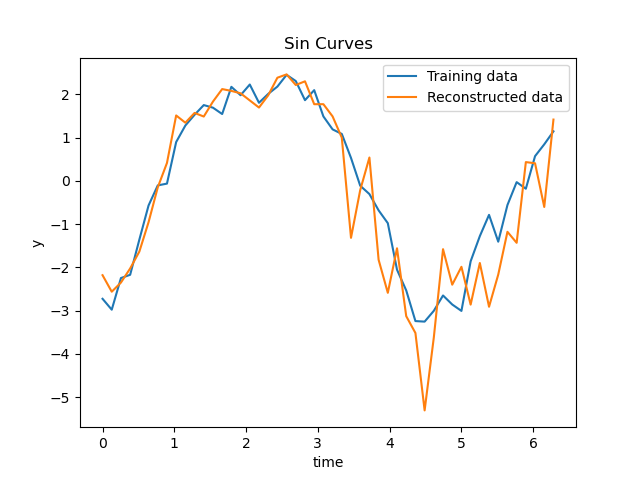 Sin Curves
Training data
Reconstructed data
2
1
0
−1
−2
−3
−4
−5
y
0 1 2 3 4 5 6
time